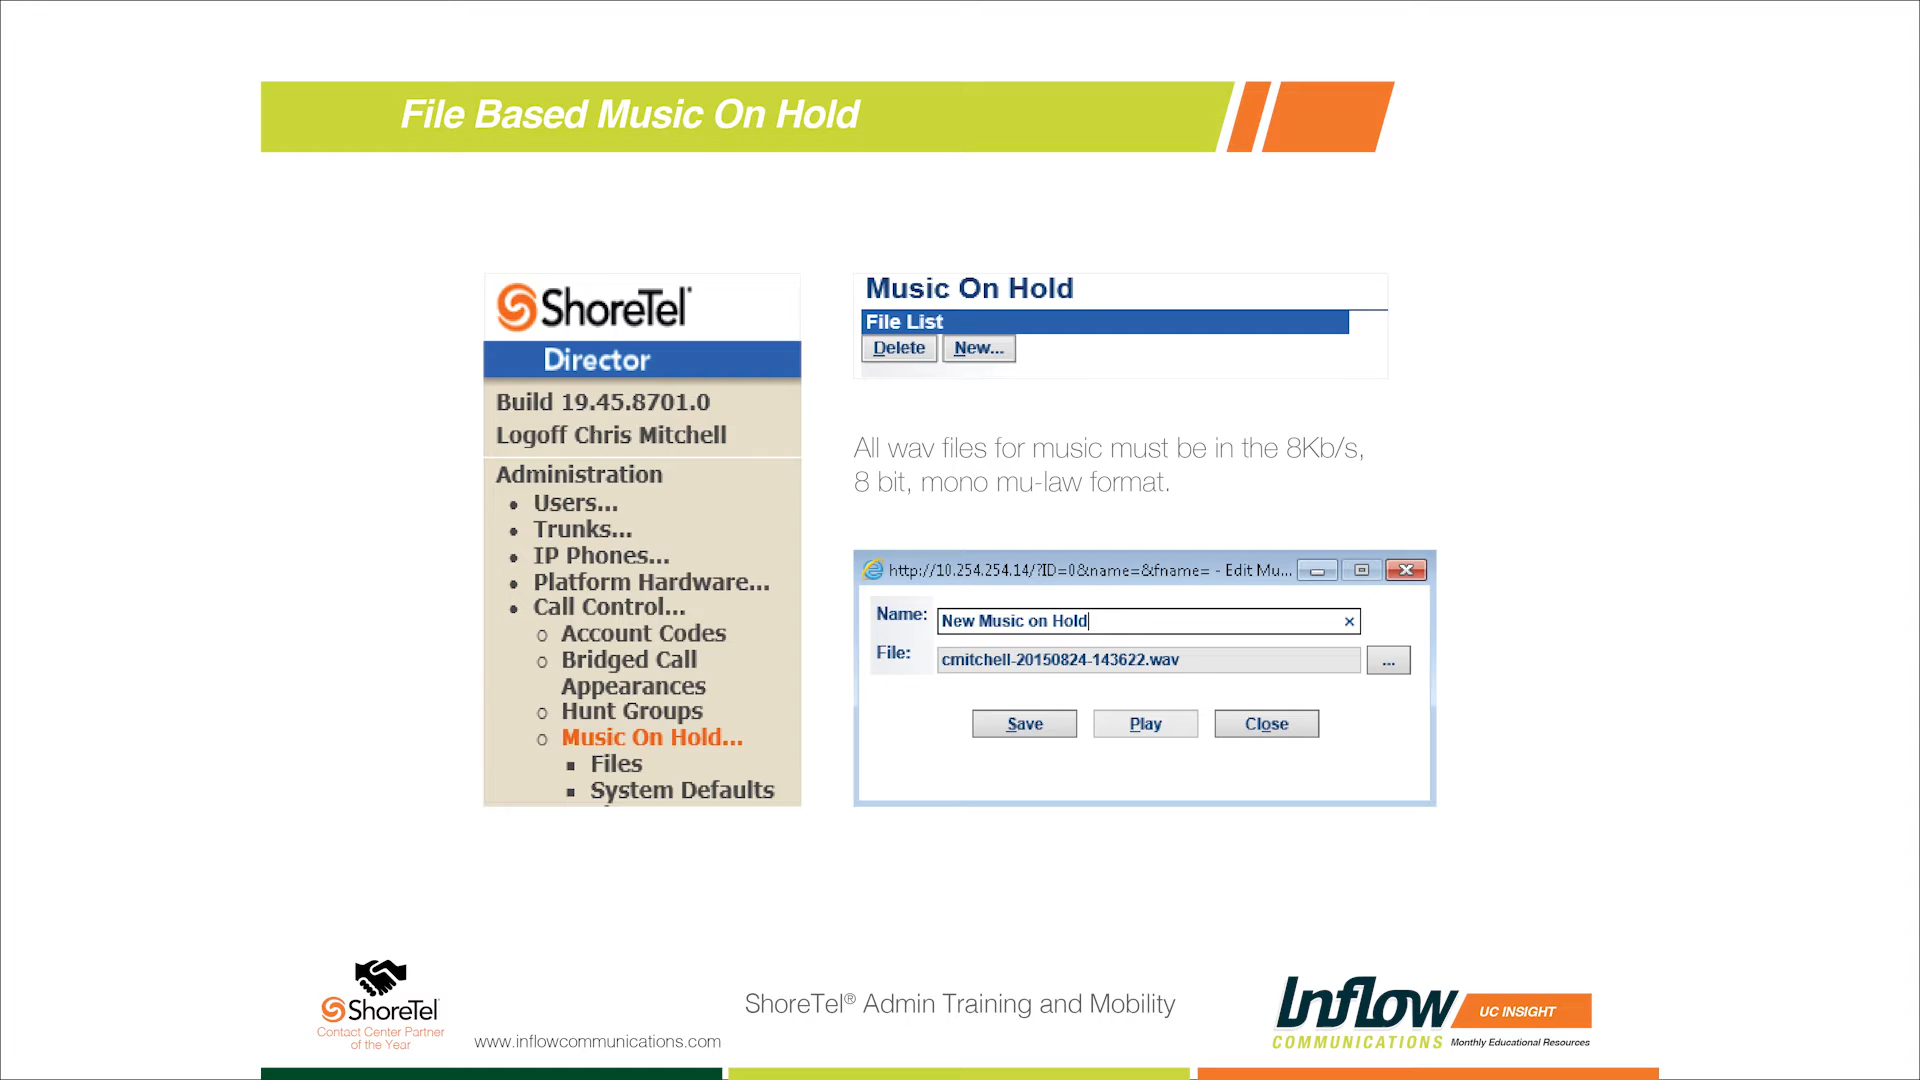 File Based Music On Hold
ShoreTel
Director
Build 19.45.8701.0
Logoff Chris Mitchell
Administration
Users...
Trunks...
IP Phones...
Platform Hardware...
Call Control...
Account Codes
Bridged Call
Appearances
Hunt Groups
Music On Hold...
Files
System Defaults
Music On Hold
File List
Delete New...
All wav files for music must be in the 8Kb/s,
8 bit, mono mu-law format.
http://10.254.254.14/?ID=0&name=&fname= - Edit Mu...
Name: New Music on Hold
File: cmitchell-20150824-143622.wav ...
Save Play Close
ShoreTel
Contact Center Partner
of the Year
www.inflowcommunications.com
ShoreTel® Admin Training and Mobility
Inflow
COMMUNICATIONS
UC INSIGHT
Monthly Educational Resources